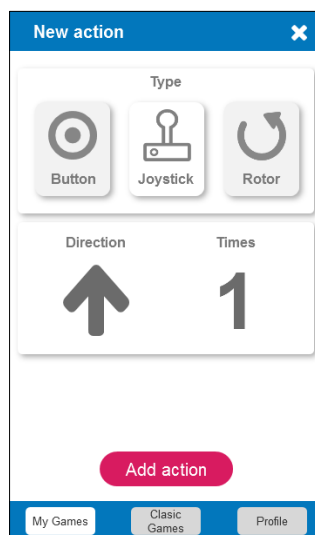 New action
Type
Button Joystick Rotor
Direction Times
1
Add action
My Games Clasic Games Profile